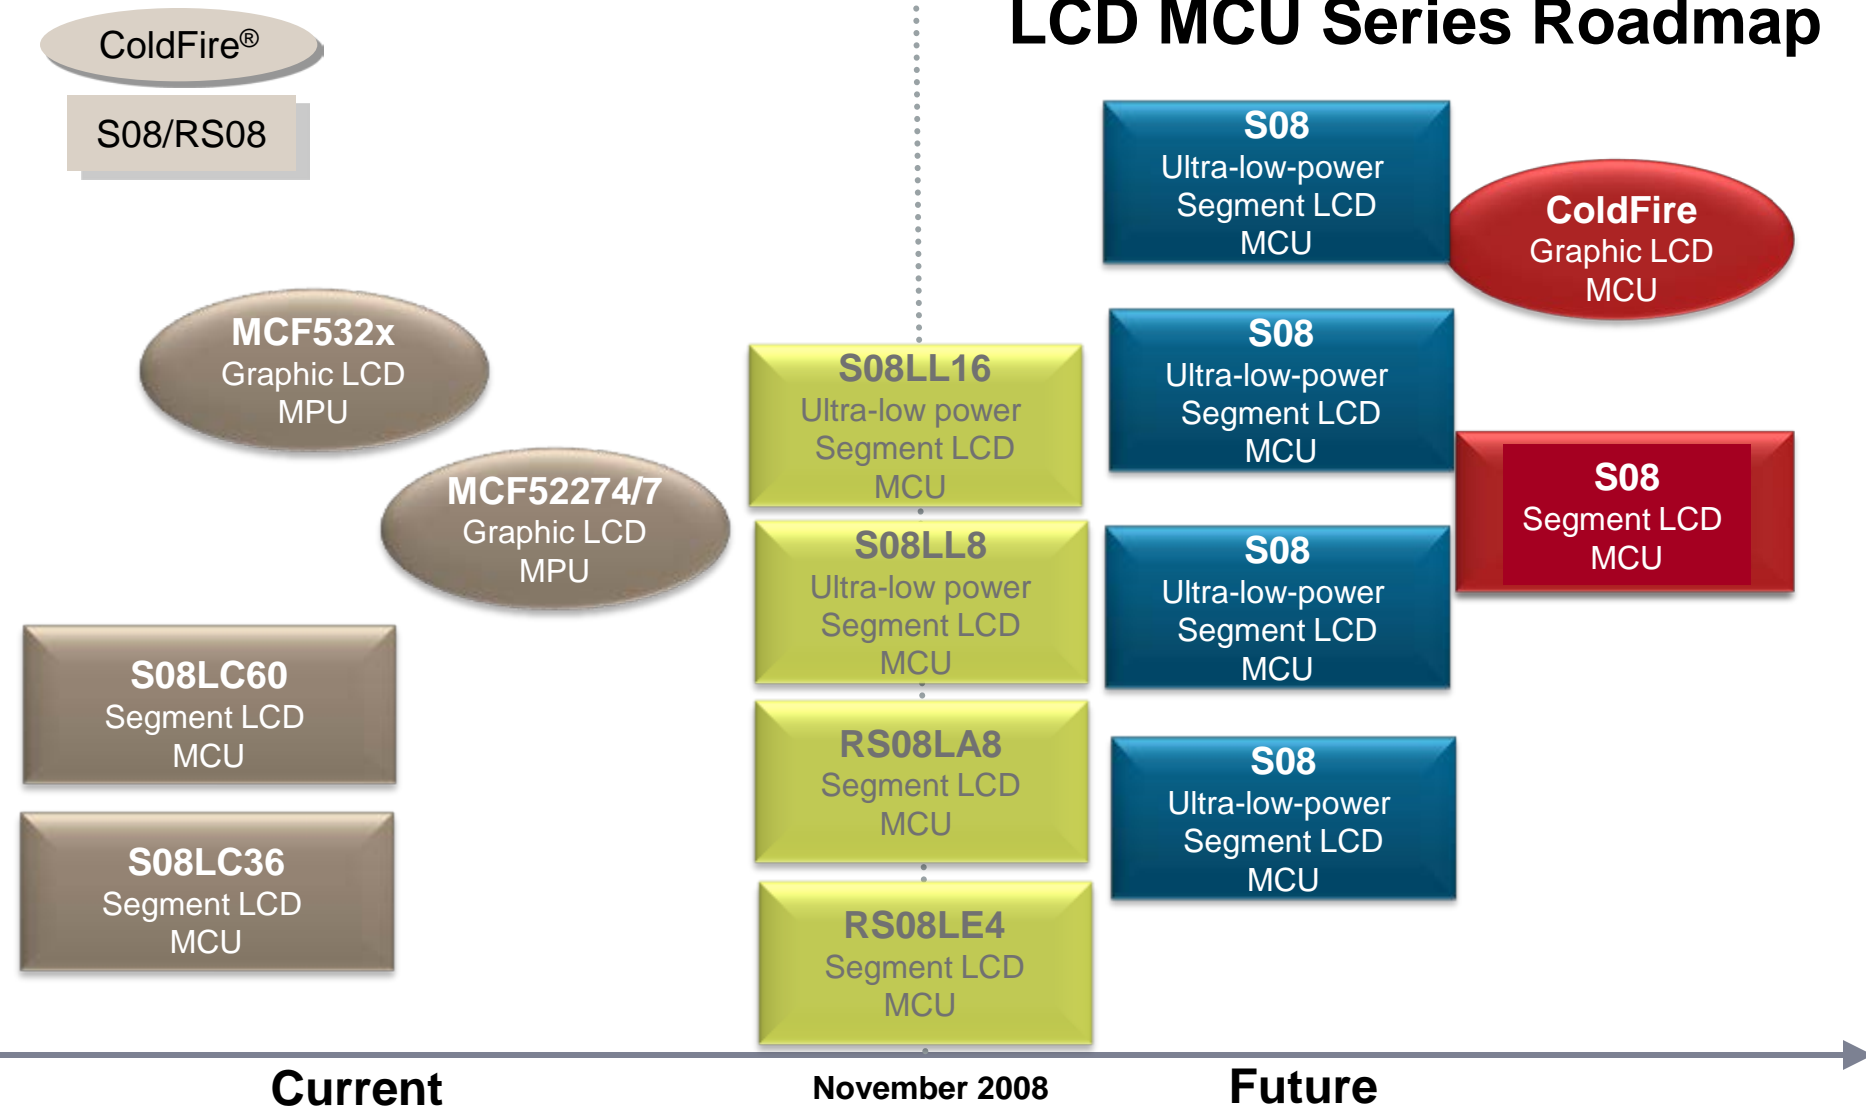 LCD MCU Series Roadmap
ColdFire®
S08/RS08
MCF532x
Graphic LCD
MPU
MCF52274/7
Graphic LCD
MPU
S08LC60
Segment LCD
MCU
S08LC36
Segment LCD
MCU
S08LL16
Ultra-low power
Segment LCD
MCU
S08LL8
Ultra-low power
Segment LCD
MCU
RS08LA8
Segment LCD
MCU
RS08LE4
Segment LCD
MCU
S08
Ultra-low-power
Segment LCD
MCU
S08
Ultra-low-power
Segment LCD
MCU
S08
Ultra-low-power
Segment LCD
MCU
S08
Ultra-low-power
Segment LCD
MCU
ColdFire
Graphic LCD
MCU
S08
Segment LCD
MCU
Current
November 2008
Future